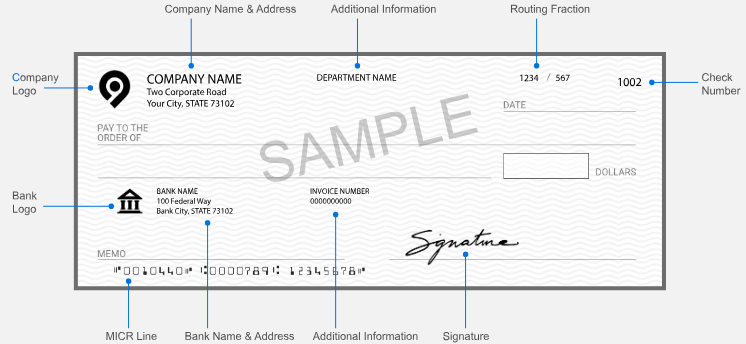 Company Name & Address
Additional Information
Routing Fraction
Company
Logo
COMPANY NAME
Two Corporate Road
Your City, STATE 73102
DEPARTMENT NAME
1234 / 567
1002
Check
Number
DATE
PAY TO THE
ORDER OF
SAMPLE
DOLLARS
Bank
Logo
BANK NAME
100 Federal Way
Bank City, STATE 73102
INVOICE NUMBER
0000000000
Signature
MEMO
⑈0010440⑈ ⑆0000789⑆ 12345678⑈
MICR Line
Bank Name & Address
Additional Information
Signature